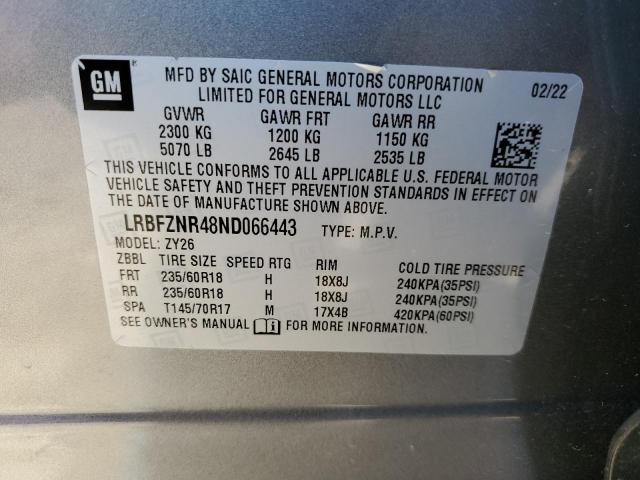 GM
MFD BY SAIC GENERAL MOTORS CORPORATION
LIMITED FOR GENERAL MOTORS LLC
02/22
GVWR GAWR FRT GAWR RR
2300 KG 1200 KG 1150 KG
5070 LB 2645 LB 2535 LB
THIS VEHICLE CONFORMS TO ALL APPLICABLE U.S. FEDERAL MOTOR
VEHICLE SAFETY AND THEFT PREVENTION STANDARDS IN EFFECT ON
THE DATE OF MANUFACTURE SHOWN ABOVE.
LRBFZNR48ND066443 TYPE: M.P.V.
MODEL: ZY26
ZBBL TIRE SIZE SPEED RTG RIM COLD TIRE PRESSURE
FRT 235/60R18 H 18X8J 240KPA(35PSI)
RR 235/60R18 H 18X8J 240KPA(35PSI)
SPA T145/70R17 M 17X4B 420KPA(60PSI)
SEE OWNER'S MANUAL FOR MORE INFORMATION.